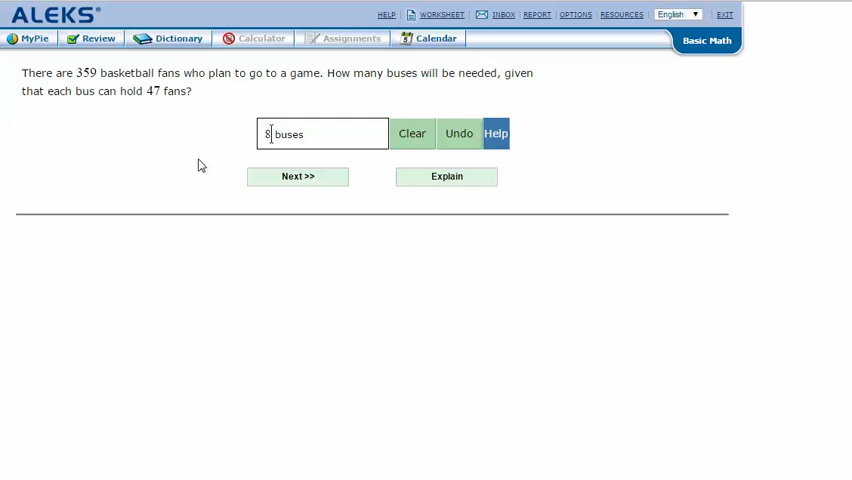 ALEKS®
HELP | WORKSHEET | INBOX | REPORT | OPTIONS | RESOURCES | English ▼ | EXIT
MyPie Review Dictionary Calculator Assignments Calendar Basic Math
There are 359 basketball fans who plan to go to a game. How many buses will be needed, given
that each bus can hold 47 fans?
8 buses Clear Undo Help
Next >> Explain